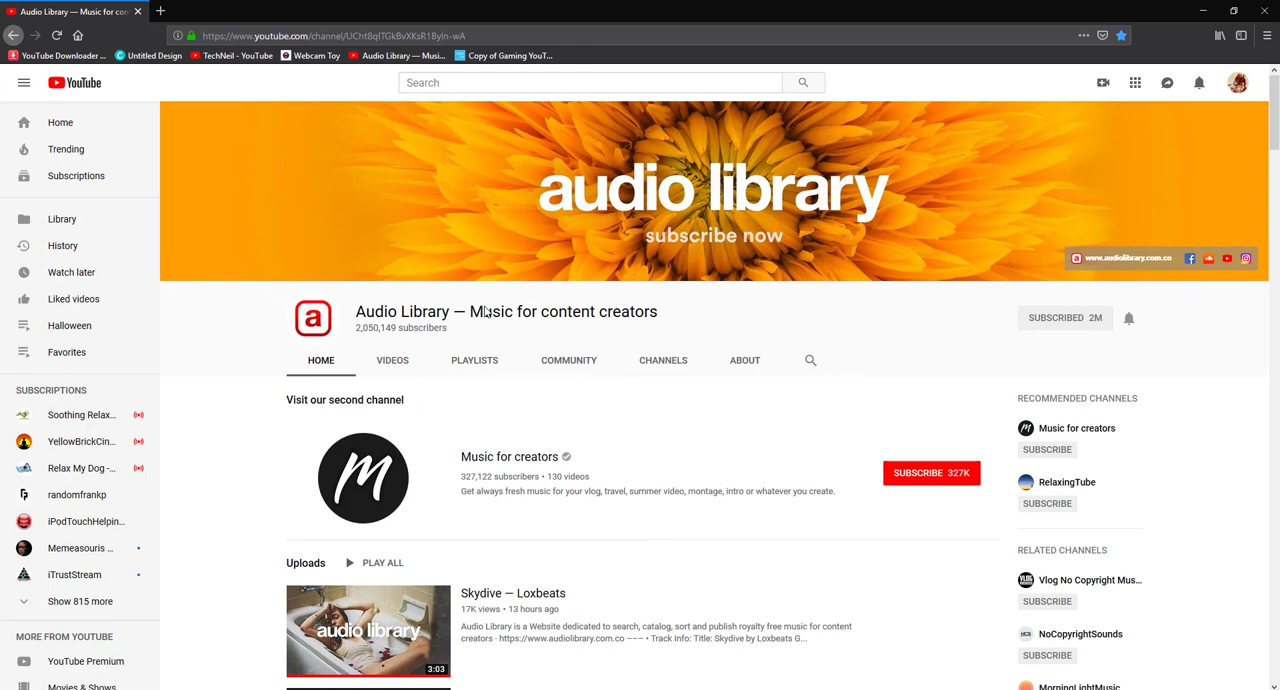 Audio Library — Music for con
https://www.youtube.com/channel/UCht8qITGkBvXKsR1Byln-wA
YouTube Downloader ...
Untitled Design
TechNeil - YouTube
Webcam Toy
Audio Library — Musi...
Copy of Gaming YouT...
YouTube
Search
Home
Trending
Subscriptions
Library
History
Watch later
Liked videos
Halloween
Favorites
SUBSCRIPTIONS
Soothing Relax...
YellowBrickCin...
Relax My Dog -...
randomfrankp
iPodTouchHelpin...
Memeasouris ...
iTrustStream
Show 815 more
MORE FROM YOUTUBE
YouTube Premium
Movies & Shows
audio library
subscribe now
a www.audiolibrary.com.co
a
Audio Library — Music for content creators
2,050,149 subscribers
SUBSCRIBED 2M
HOME
VIDEOS
PLAYLISTS
COMMUNITY
CHANNELS
ABOUT
Visit our second channel
M
Music for creators
327,122 subscribers • 130 videos
Get always fresh music for your vlog, travel, summer video, montage, intro or whatever you create.
SUBSCRIBE 327K
Uploads
PLAY ALL
audio library
3:03
Skydive — Loxbeats
17K views • 13 hours ago
Audio Library is a Website dedicated to search, catalog, sort and publish royalty free music for content
creators - https://www.audiolibrary.com.co ––– • Track Info: Title: Skydive by Loxbeats G...
RECOMMENDED CHANNELS
Music for creators
SUBSCRIBE
RelaxingTube
SUBSCRIBE
RELATED CHANNELS
Vlog No Copyright Mus...
SUBSCRIBE
NoCopyrightSounds
SUBSCRIBE
MorningLightMusic